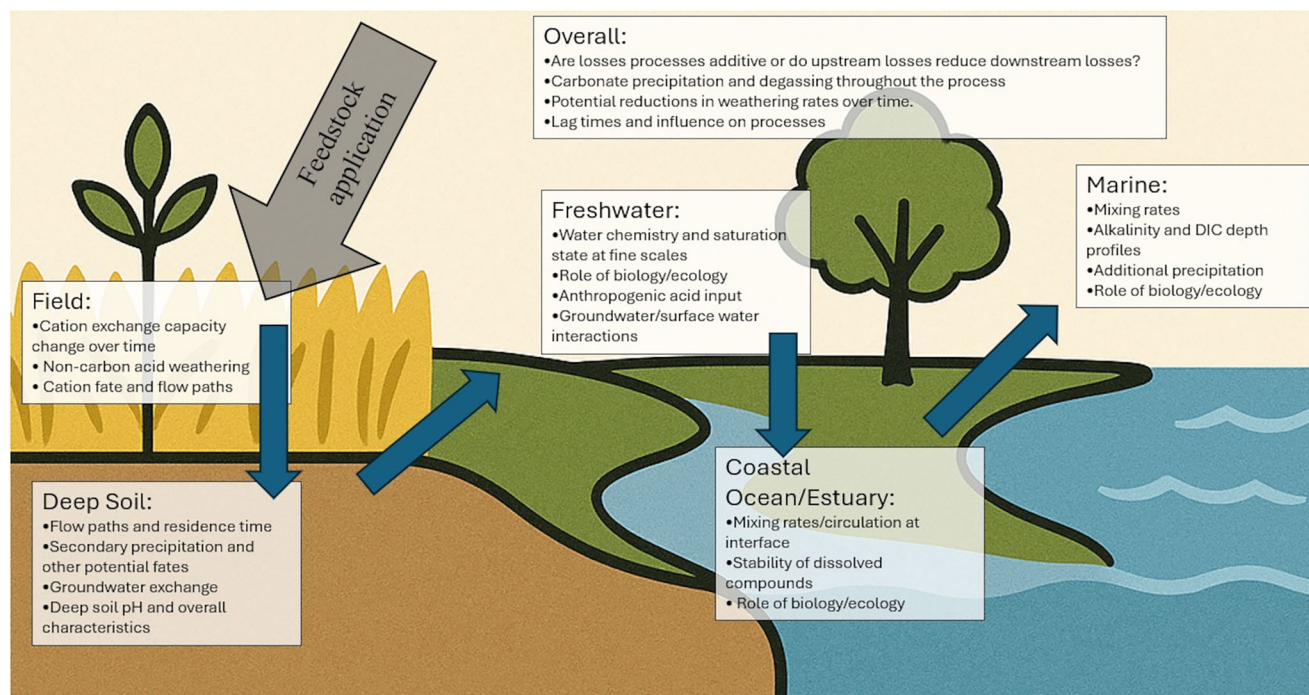 Feedstock
application
Overall:
•Are losses processes additive or do upstream losses reduce downstream losses?
•Carbonate precipitation and degassing throughout the process
•Potential reductions in weathering rates over time.
•Lag times and influence on processes
Field:
•Cation exchange capacity
change over time
•Non-carbon acid weathering
• Cation fate and flow paths
Deep Soil:
•Flow paths and residence time
•Secondary precipitation and
other potential fates
•Groundwater exchange
•Deep soil pH and overall
characteristics
Freshwater:
•Water chemistry and saturation
state at fine scales
•Role of biology/ecology
•Anthropogenic acid input
•Groundwater/surface water
interactions
Coastal
Ocean/Estuary:
•Mixing rates/circulation at
interface
•Stability of dissolved
compounds
• Role of biology/ecology
Marine:
•Mixing rates
•Alkalinity and DIC depth
profiles
•Additional precipitation
•Role of biology/ecology